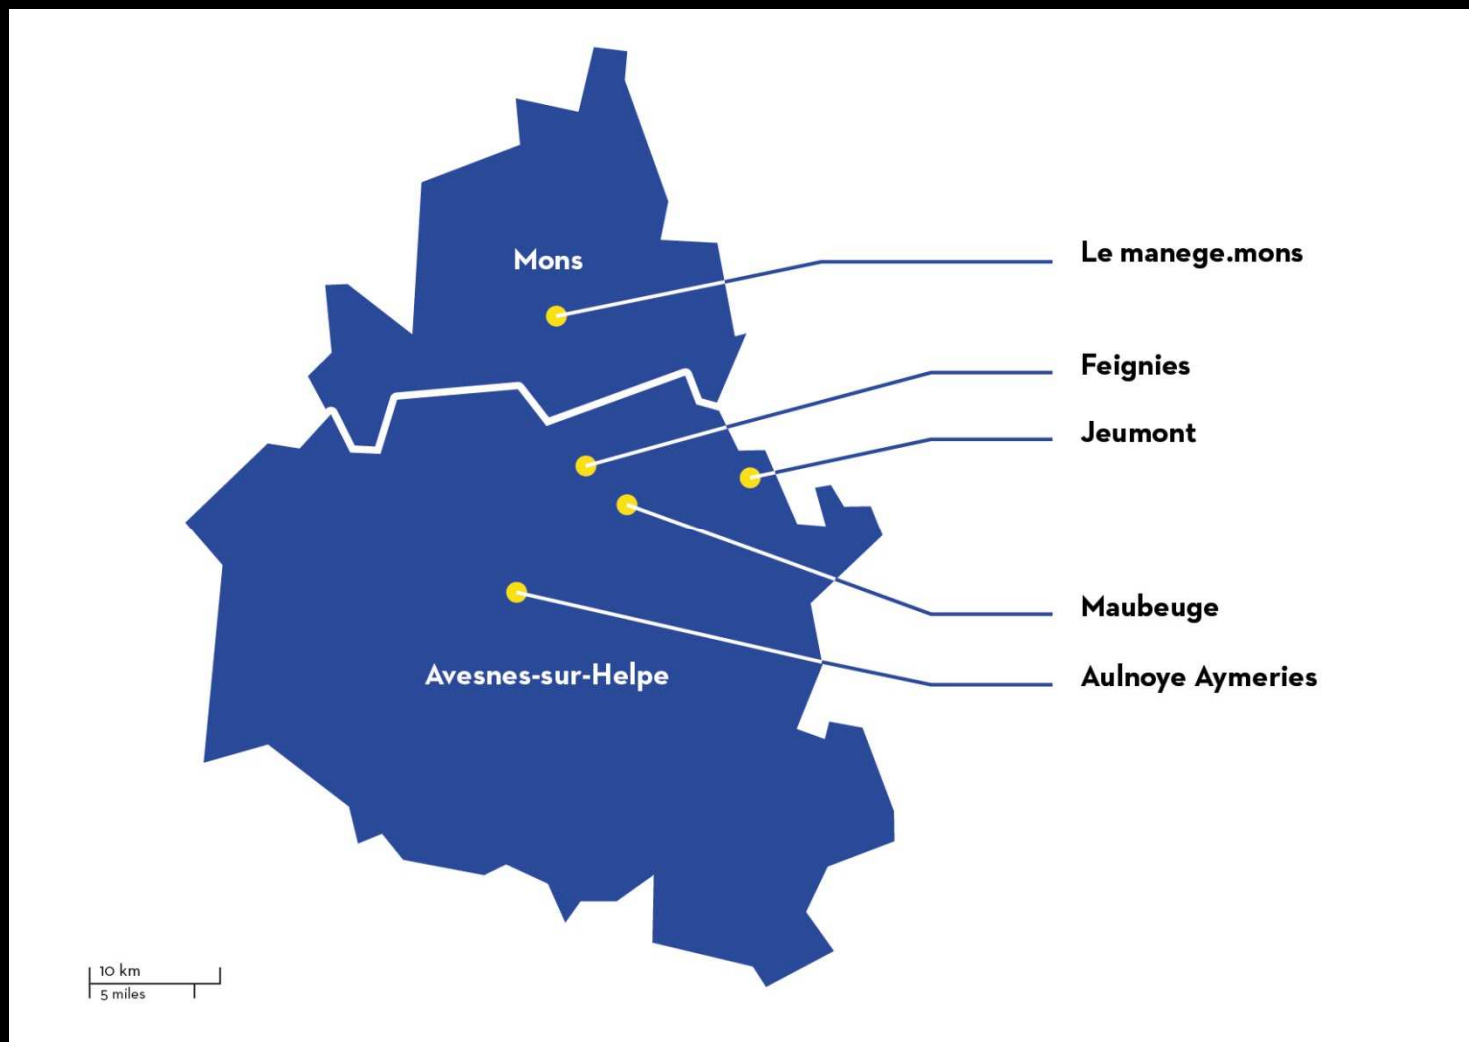 Le manege.mons
Mons
Feignies
Jeumont
Maubeuge
Avesnes-sur-Helpe
Aulnoye Aymeries
10 km
5 miles